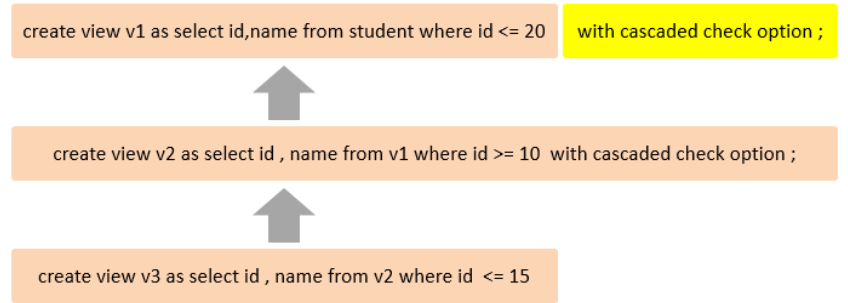 create view v1 as select id,name from student where id <= 20 with cascaded check option ;
create view v2 as select id , name from v1 where id >= 10 with cascaded check option ;
create view v3 as select id , name from v2 where id <= 15